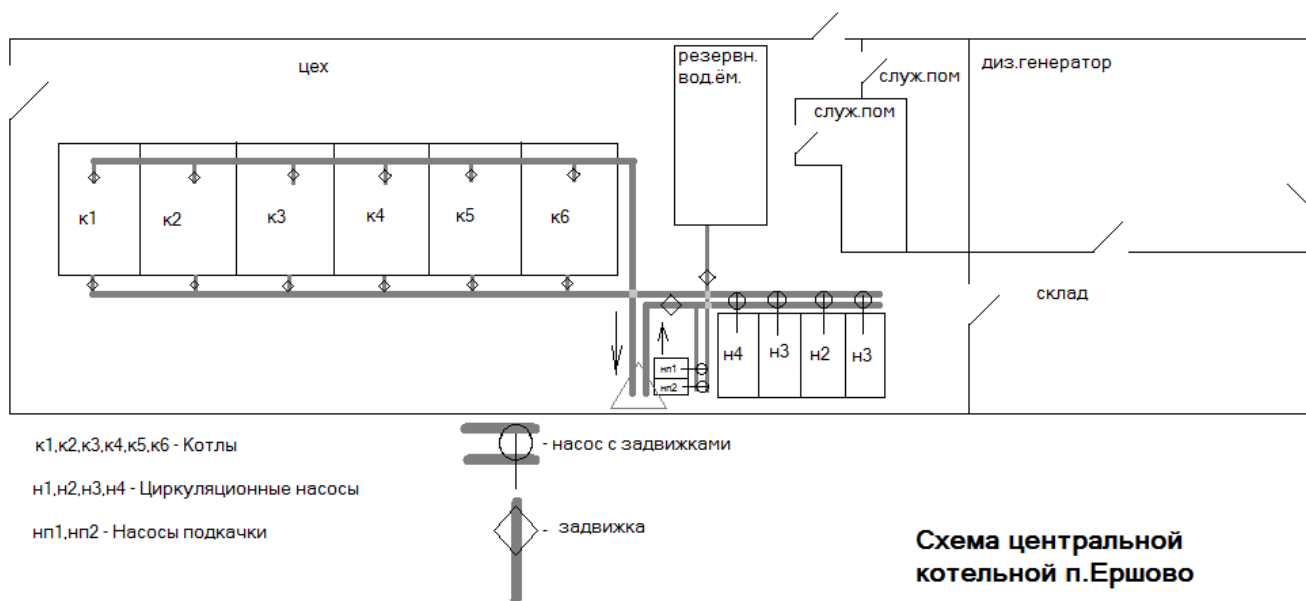 цех
резервн.
вод.ём.
служ.пом
диз.генератор
служ.пом
к1
к2
к3
к4
к5
к6
склад
нп1
нп2
н4
н3
н2
н3
к1,к2,к3,к4,к5,к6 - Котлы
- насос с задвижками
н1,н2,н3,н4 - Циркуляционные насосы
нп1,нп2 - Насосы подкачки
- задвижка
Схема центральной
котельной п.Ершово